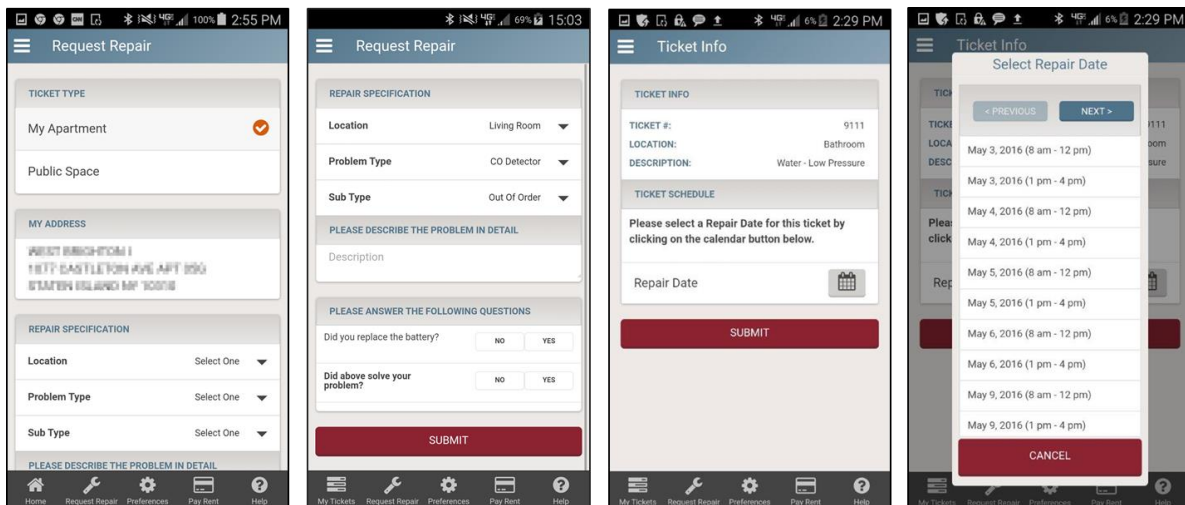 4G 100% 2:55 PM
Request Repair
TICKET TYPE
My Apartment
Public Space
MY ADDRESS
REPAIR SPECIFICATION
Location Select One
Problem Type Select One
Sub Type Select One
PLEASE DESCRIBE THE PROBLEM IN DETAIL
Home Request Repair Preferences Pay Rent Help
4G 69% 15:03
Request Repair
REPAIR SPECIFICATION
Location Living Room
Problem Type CO Detector
Sub Type Out Of Order
PLEASE DESCRIBE THE PROBLEM IN DETAIL
Description
PLEASE ANSWER THE FOLLOWING QUESTIONS
Did you replace the battery? NO YES
Did above solve your
problem? NO YES
SUBMIT
My Tickets Request Repair Preferences Pay Rent Help
4G 6% 2:29 PM
Ticket Info
TICKET INFO
TICKET #: 9111
LOCATION: Bathroom
DESCRIPTION: Water - Low Pressure
TICKET SCHEDULE
Please select a Repair Date for this ticket by
clicking on the calendar button below.
Repair Date
SUBMIT
My Tickets Request Repair Preferences Pay Rent Help
4G 6% 2:29 PM
Ticket Info
Select Repair Date
< PREVIOUS NEXT >
May 3, 2016 (8 am - 12 pm)
May 3, 2016 (1 pm - 4 pm)
May 4, 2016 (8 am - 12 pm)
May 4, 2016 (1 pm - 4 pm)
May 5, 2016 (8 am - 12 pm)
May 5, 2016 (1 pm - 4 pm)
May 6, 2016 (8 am - 12 pm)
May 6, 2016 (1 pm - 4 pm)
May 9, 2016 (8 am - 12 pm)
May 9, 2016 (1 pm - 4 pm)
CANCEL
My Tickets Request Repair Preferences Pay Rent Help